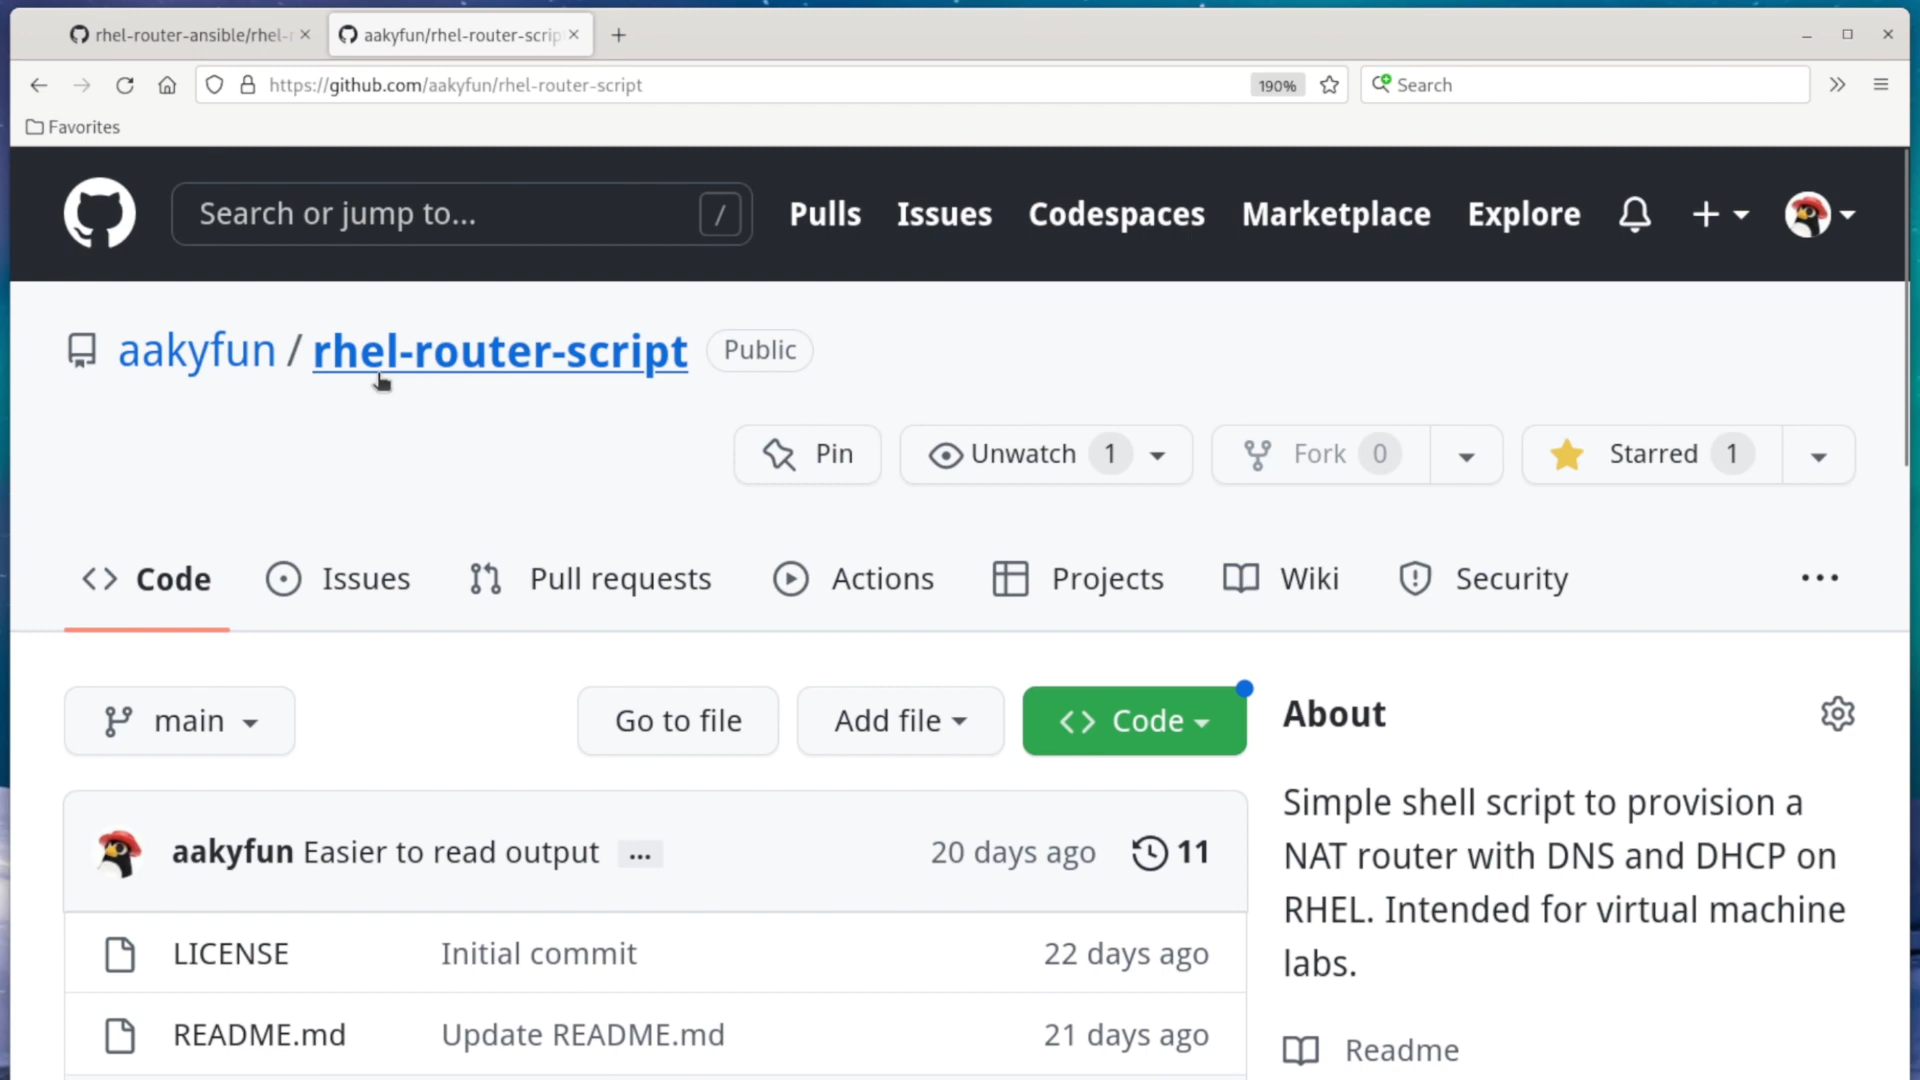 rhel-router-ansible/rhel-r
aakyfun/rhel-router-scrip
https://github.com/aakyfun/rhel-router-script
190%
Search
Favorites
Search or jump to...
/
Pulls
Issues
Codespaces
Marketplace
Explore
aakyfun / rhel-router-script
Public
Pin
Unwatch 1
Fork 0
Starred 1
Code
Issues
Pull requests
Actions
Projects
Wiki
Security
main
Go to file
Add file
Code
About
aakyfun Easier to read output ... 20 days ago 11
LICENSE Initial commit 22 days ago
README.md Update README.md 21 days ago
Simple shell script to provision a
NAT router with DNS and DHCP on
RHEL. Intended for virtual machine
labs.
Readme